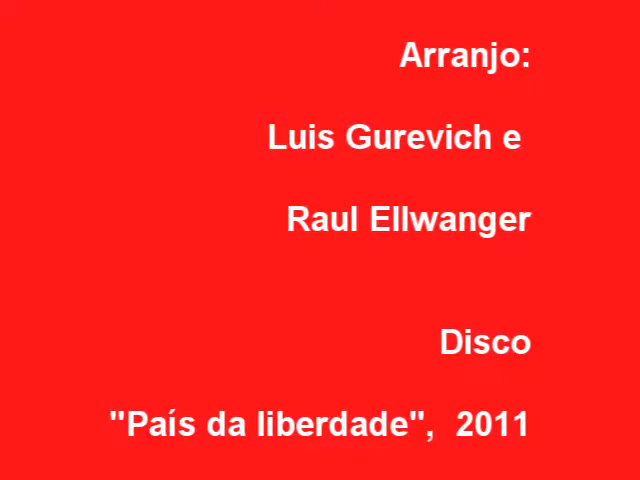 Arranjo:
Luis Gurevich e
Raul Ellwanger
Disco
"País da liberdade",  2011